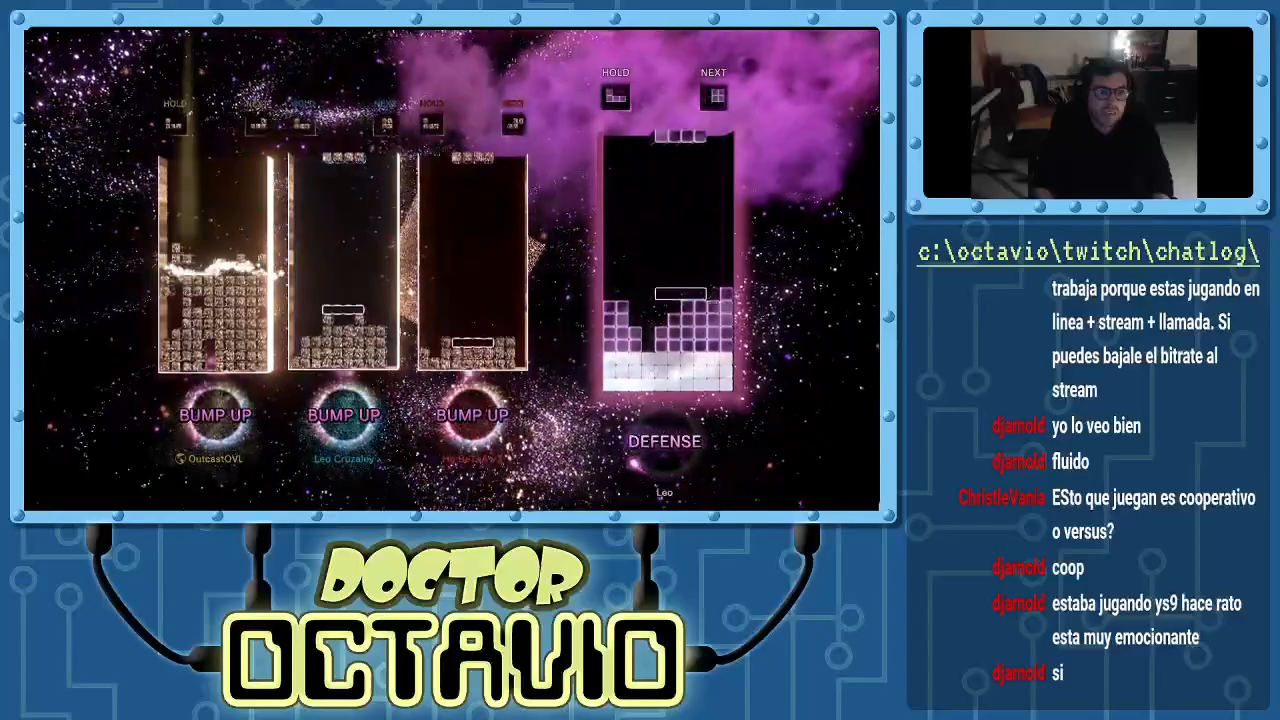 HOLD
NEXT
HOLD
BUMP UP
BUMP UP
BUMP UP
DEFENSE
OutcastOVL
Leo Cruzaley
Leo
DOCTOR
OCTAVIO
c:\octavio\twitch\chatlog\
trabaja porque estas jugando en
linea + stream + llamada. Si
puedes bajale el bitrate al
stream
djarnold yo lo veo bien
djarnold fluido
ChristleVania ESto que juegan es cooperativo
o versus?
djarnold coop
djarnold estaba jugando ys9 hace rato
esta muy emocionante
djarnold si